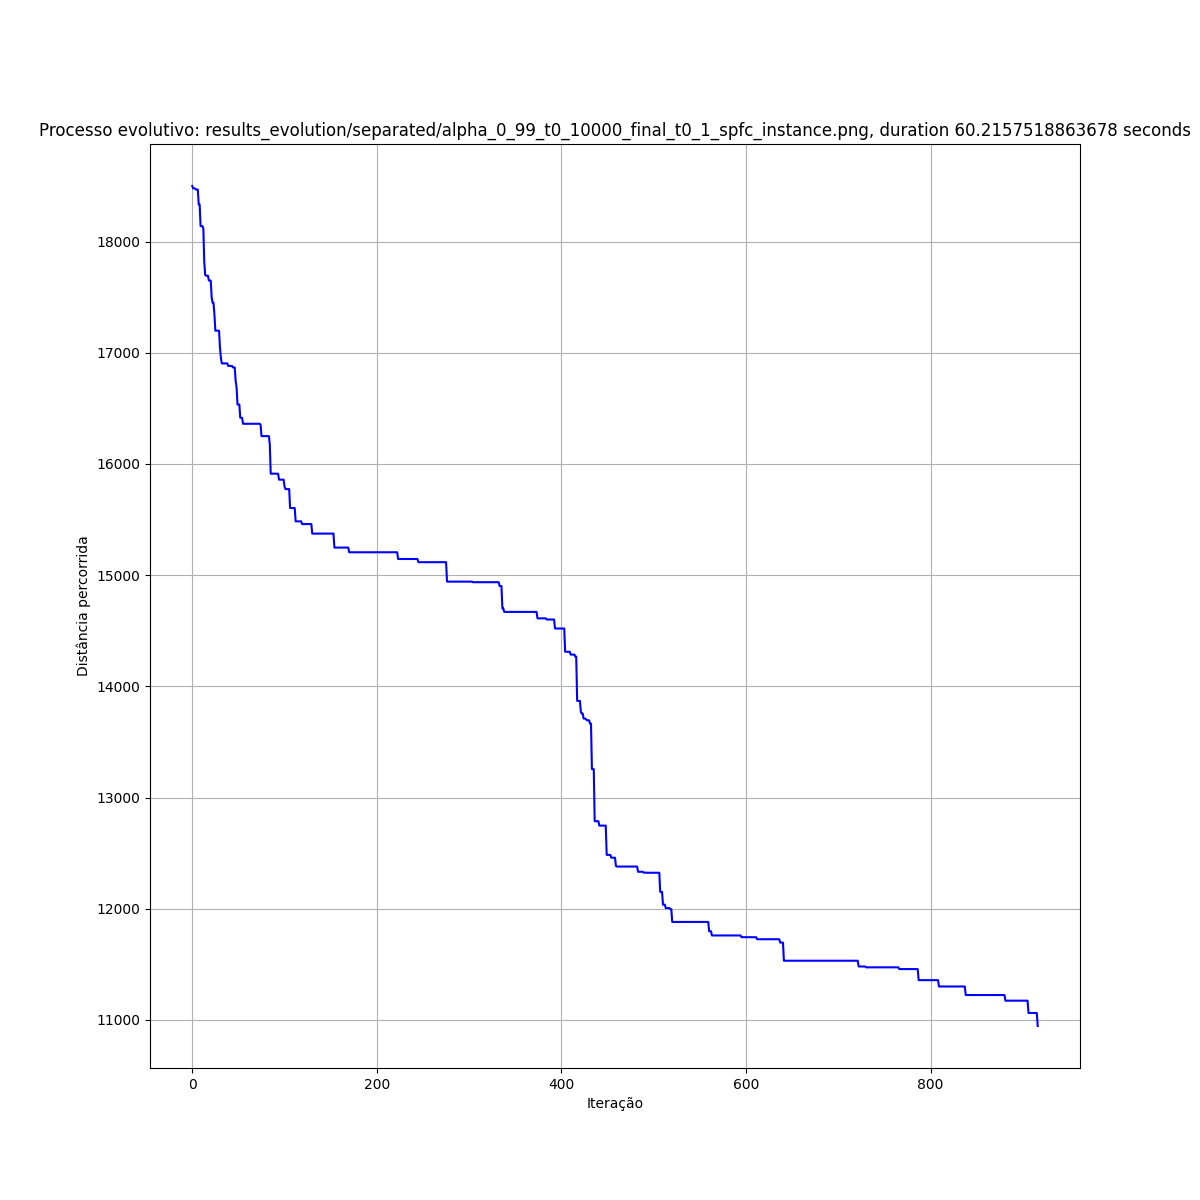 Processo evolutivo: results_evolution/separated/alpha_0_99_t0_10000_final_t0_1_spfc_instance.png, duration 60.2157518863678 seconds
18000
17000
16000
15000
14000
13000
12000
11000
Distância percorrida
0 200 400 600 800
Iteração